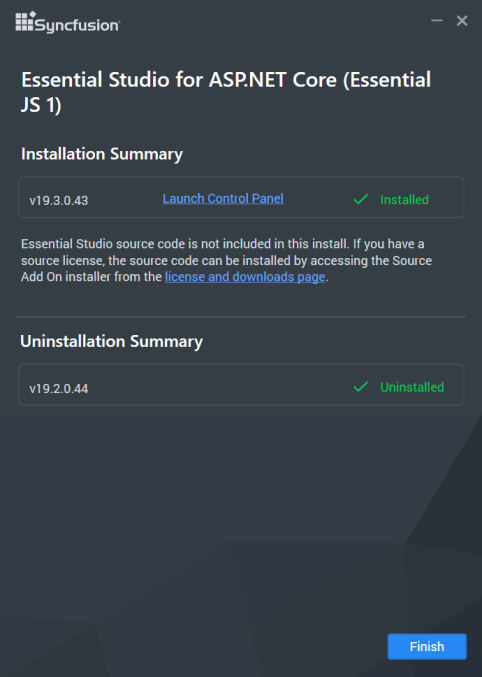 Syncfusion®
Essential Studio for ASP.NET Core (Essential
JS 1)
Installation Summary
v19.3.0.43 Launch Control Panel Installed
Essential Studio source code is not included in this install. If you have a
source license, the source code can be installed by accessing the Source
Add On installer from the license and downloads page.
Uninstallation Summary
v19.2.0.44 Uninstalled
Finish